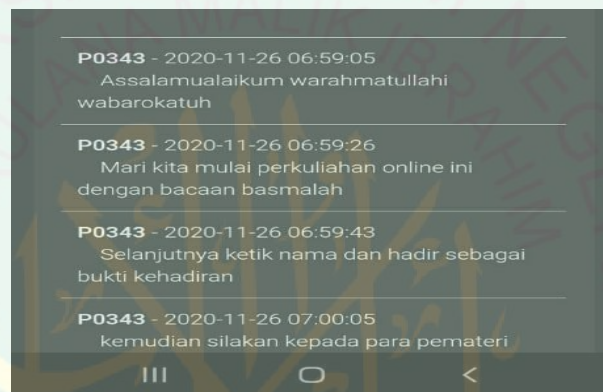 P0343 - 2020-11-26 06:59:05
Assalamualaikum warahmatullahi
wabarokatuh
P0343 - 2020-11-26 06:59:26
Mari kita mulai perkuliahan online ini
dengan bacaan basmalah
P0343 - 2020-11-26 06:59:43
Selanjutnya ketik nama dan hadir sebagai
bukti kehadiran
P0343 - 2020-11-26 07:00:05
kemudian silakan kepada para pemateri